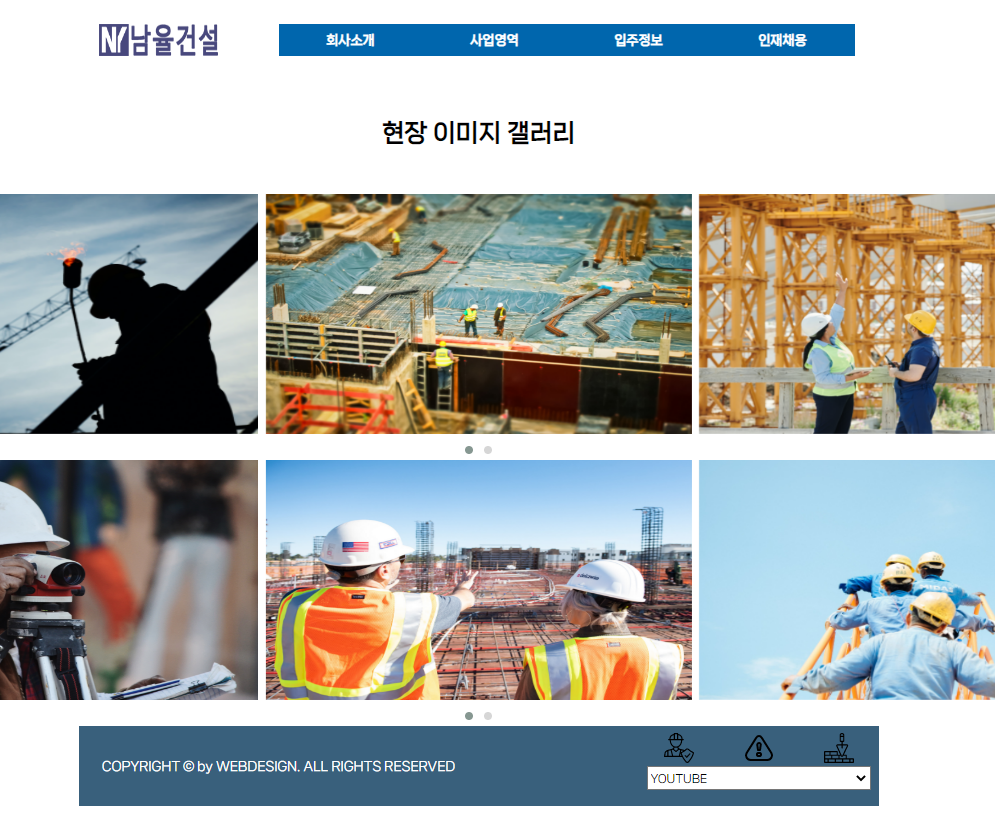 NY남율건설
회사소개 사업영역 입주정보 인재채용
현장 이미지 갤러리
COPYRIGHT © by WEBDESIGN. ALL RIGHTS RESERVED
YOUTUBE